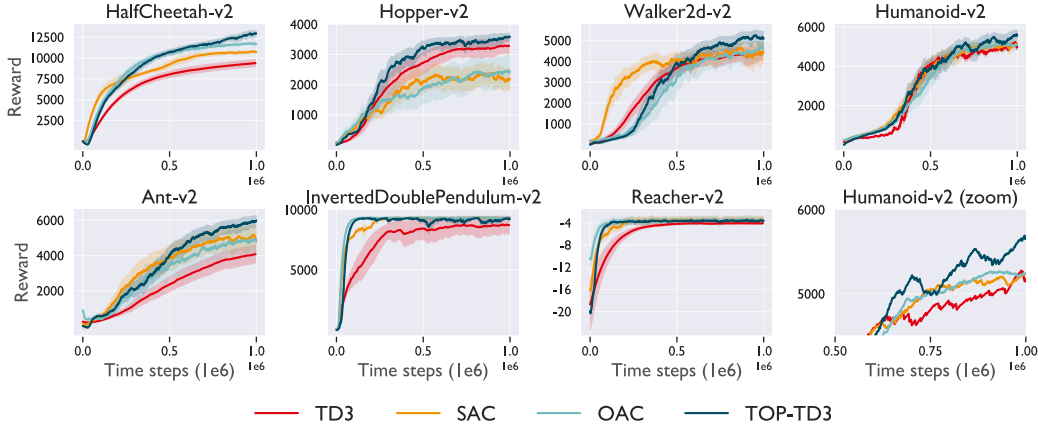 HalfCheetah-v2 Hopper-v2 Walker2d-v2 Humanoid-v2
Reward
12500
10000
7500
5000
2500
0
0.0 0.5 1.0
1e6
4000
3000
2000
1000
0.0 0.5 1.0
1e6
5000
4000
3000
2000
1000
0.0 0.5 1.0
1e6
6000
4000
2000
0.0 0.5 1.0
1e6
Ant-v2 InvertedDoublePendulum-v2 Reacher-v2 Humanoid-v2 (zoom)
Reward
6000
4000
2000
0.0 0.5 1.0
1e6
Time steps (1e6)
10000
5000
0.0 0.5 1.0
1e6
Time steps (1e6)
-4
-8
-12
-16
-20
0.0 0.5 1.0
1e6
Time steps (1e6)
6000
5000
0.50 0.75 1.00
1e6
Time steps (1e6)
TD3 SAC OAC TOP-TD3